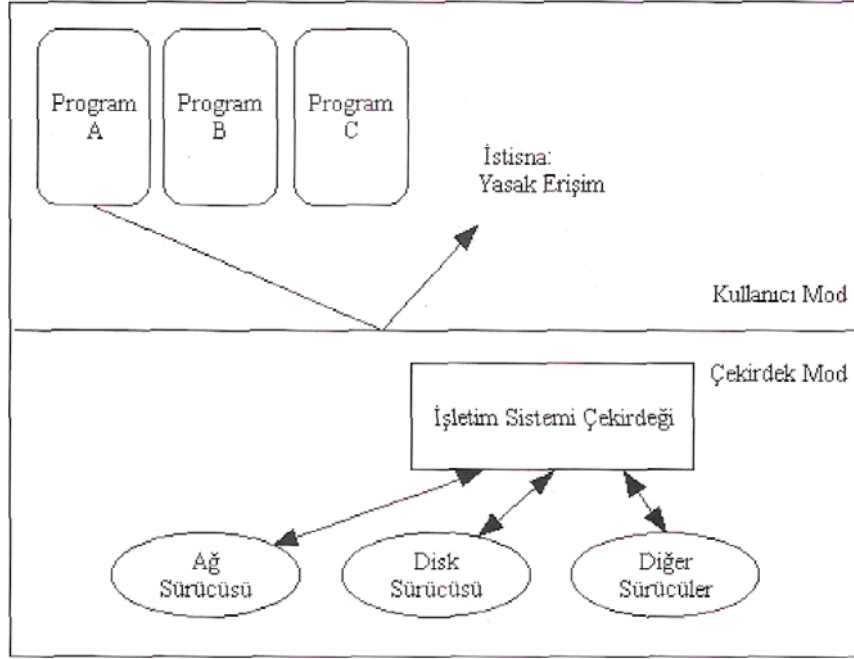 Program
A
Program
B
Program
C
İstisna:
Yasak Erişim
Kullanıcı Mod
Çekirdek Mod
İşletim Sistemi Çekirdeği
Ağ
Sürücüsü
Disk
Sürücüsü
Diğer
Sürücüler